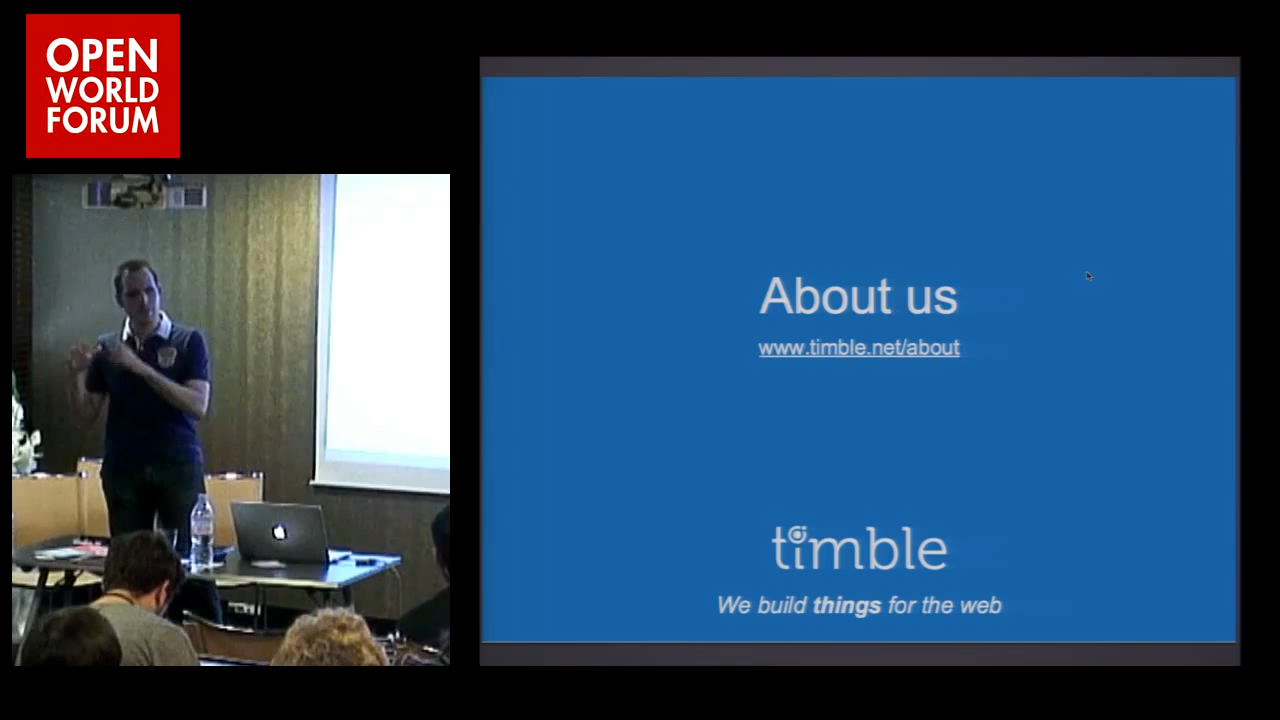 OPEN
WORLD
FORUM
About us
www.timble.net/about
timble
We build things for the web